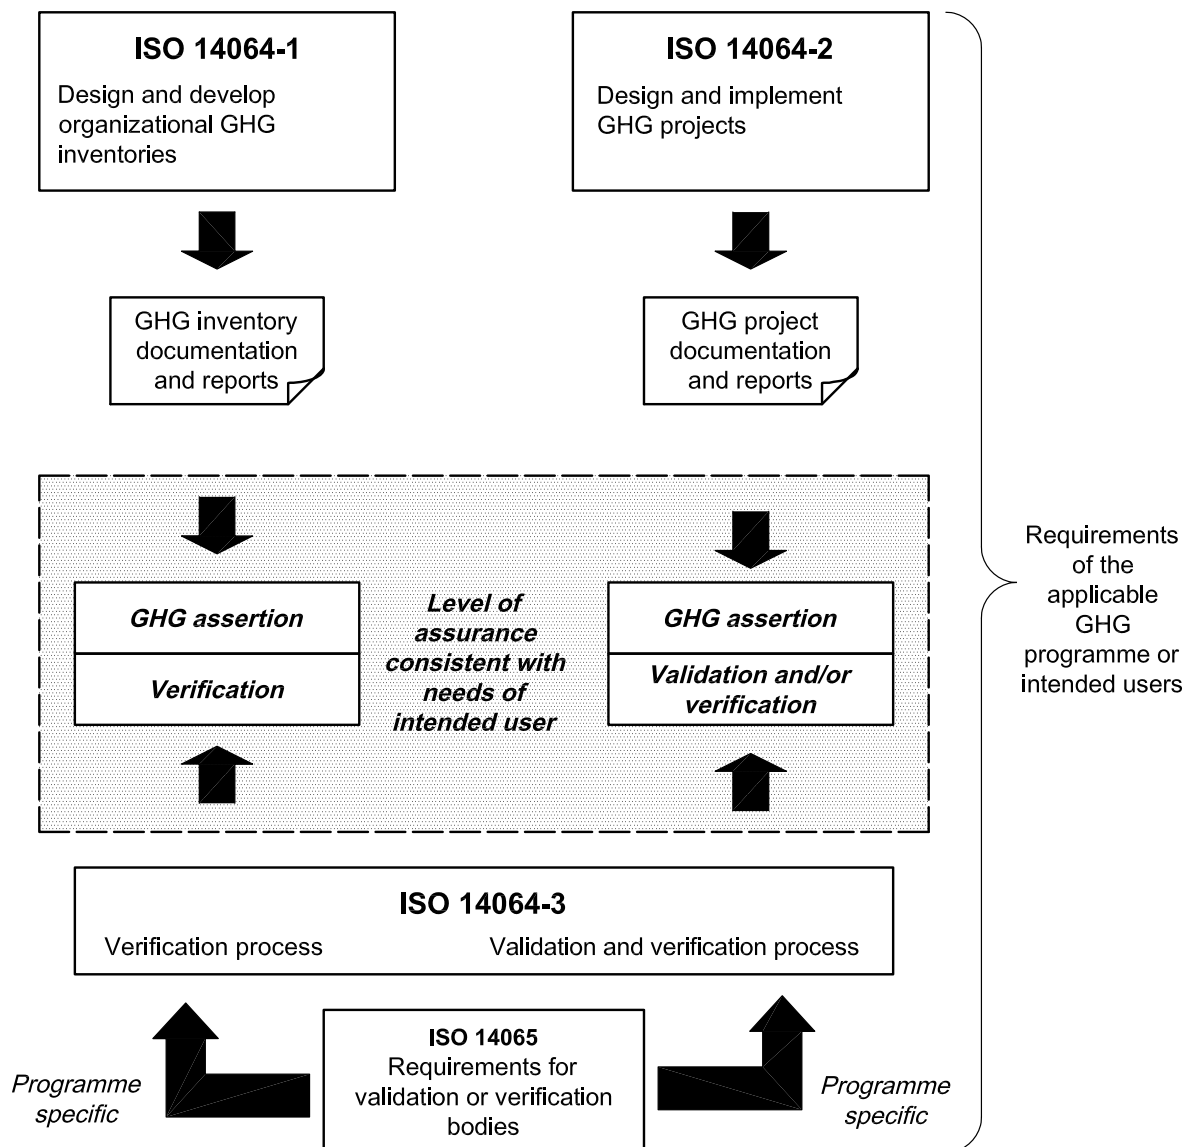 ISO 14064-1
Design and develop
organizational GHG
inventories
ISO 14064-2
Design and implement
GHG projects
GHG inventory
documentation
and reports
GHG project
documentation
and reports
GHG assertion
Verification
Level of
assurance
consistent with
needs of
intended user
GHG assertion
Validation and/or
verification
Requirements
of the
applicable
GHG
programme or
intended users
ISO 14064-3
Verification process
Validation and verification process
Programme
specific
ISO 14065
Requirements for
validation or verification
bodies
Programme
specific